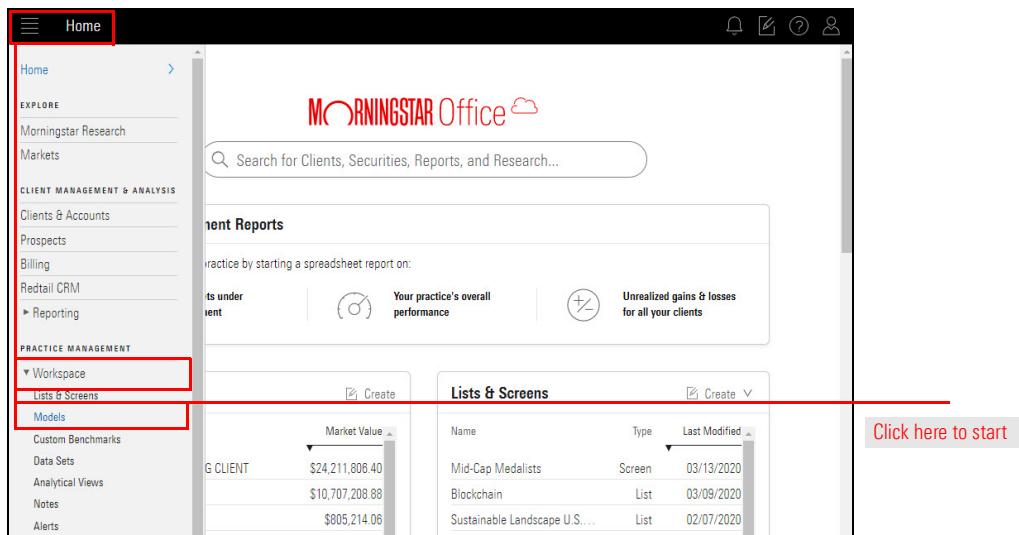 Home
Home
EXPLORE
Morningstar Research
Markets
CLIENT MANAGEMENT & ANALYSIS
Clients & Accounts
Prospects
Billing
Redtail CRM
Reporting
PRACTICE MANAGEMENT
Workspace
Lists & Screens
Models
Custom Benchmarks
Data Sets
Analytical Views
Notes
Alerts
MORNINGSTAR Office
Search for Clients, Securities, Reports, and Research...
nent Reports
practice by starting a spreadsheet report on:
ts under
nent
Your practice's overall
performance
Unrealized gains & losses
for all your clients
Create
Market Value
G CLIENT $24,211,806.40
$10,707,208.88
$805,214.06
Lists & Screens Create
Name Type Last Modified
Mid-Cap Medalists Screen 03/13/2020
Blockchain List 03/09/2020
Sustainable Landscape U.S.... List 02/07/2020
Click here to start